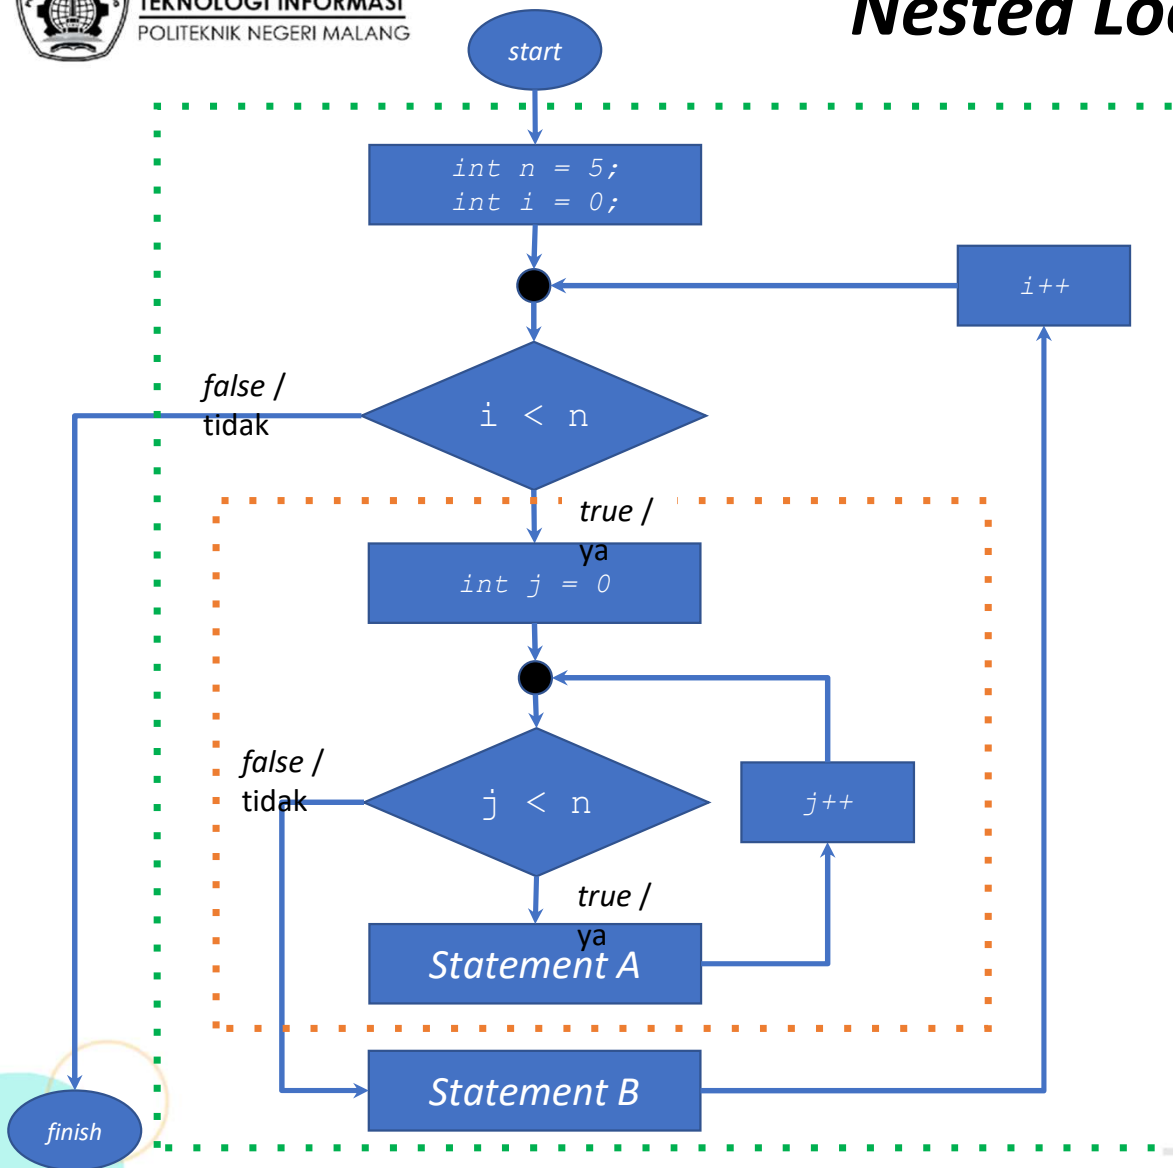 TEKNOLOGI INFORMASI
POLITEKNIK NEGERI MALANG
Nested Loo
start
int n = 5;
int i = 0;
i++
false /
tidak
i < n
true /
ya
int j = 0
false /
tidak
j < n
j++
true /
ya
Statement A
Statement B
finish